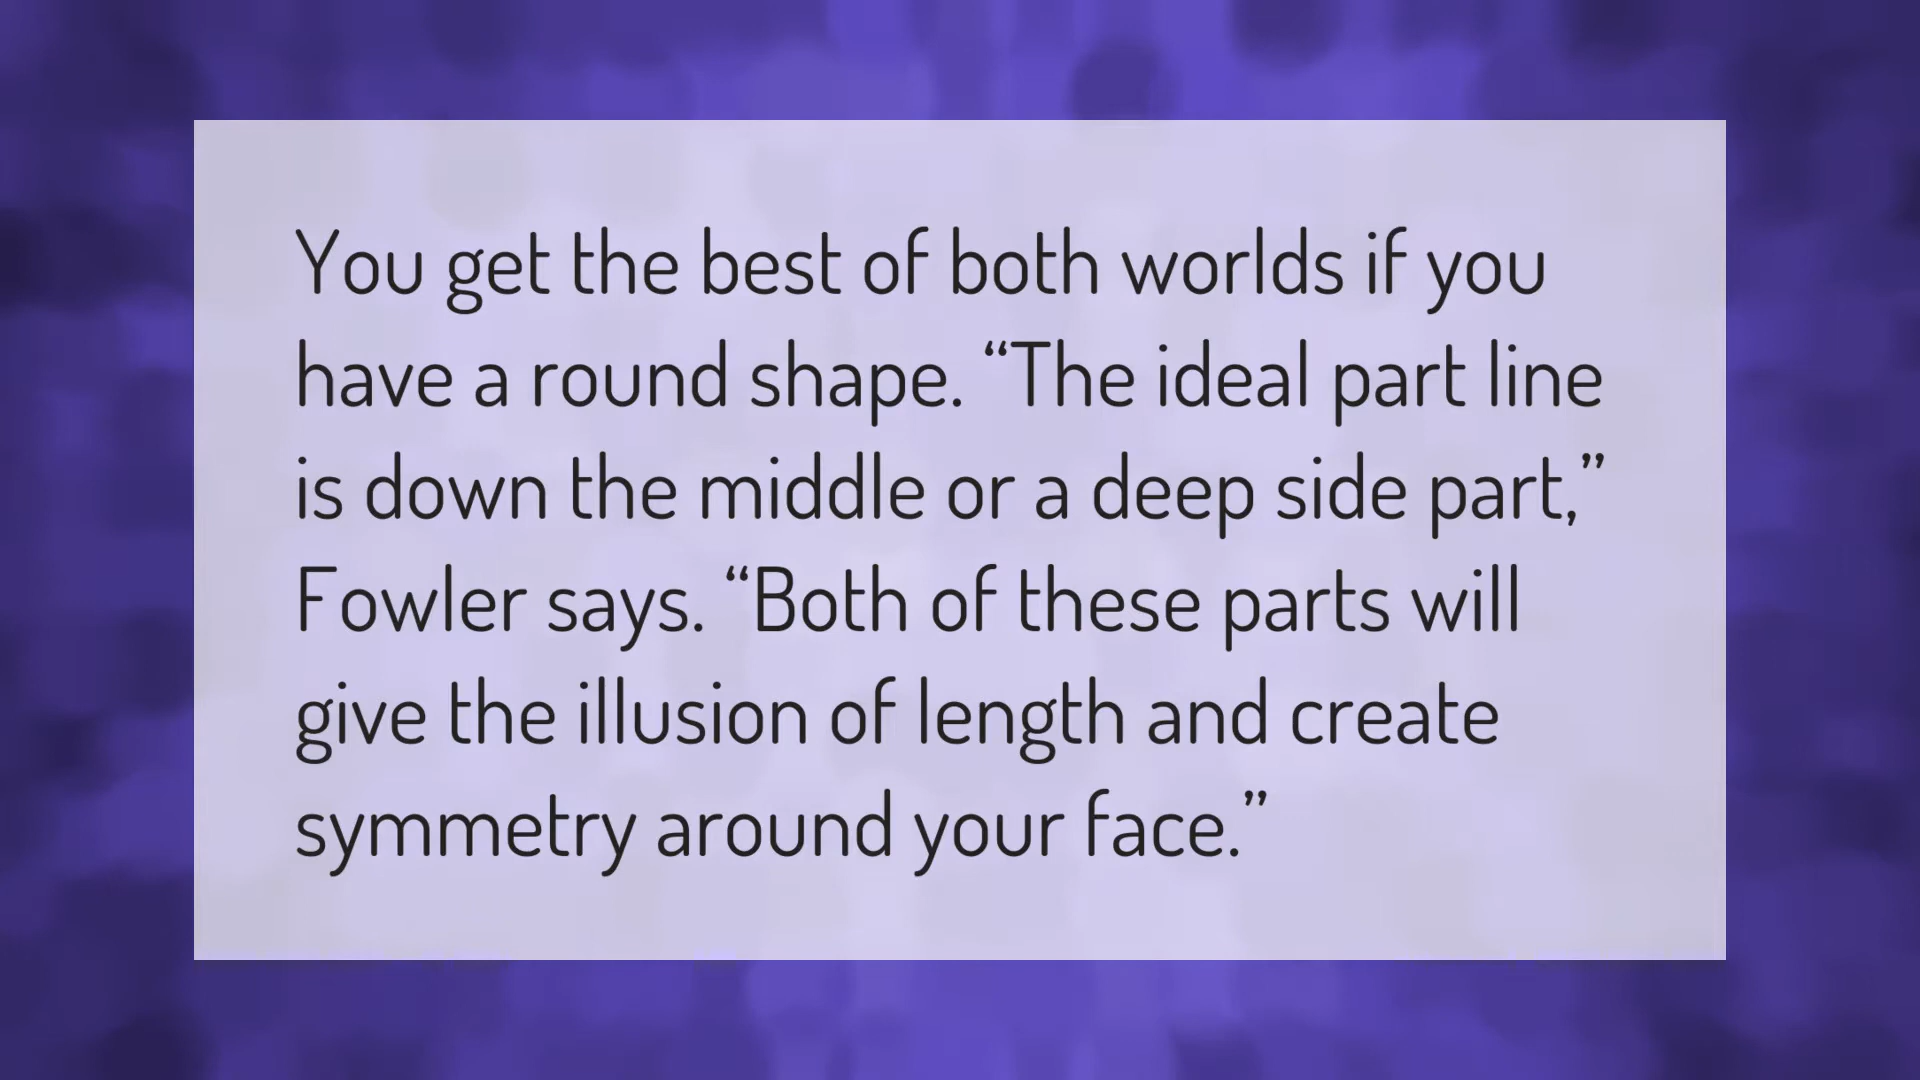 You get the best of both worlds if you
have a round shape. “The ideal part line
is down the middle or a deep side part,”
Fowler says. “Both of these parts will
give the illusion of length and create
symmetry around your face.”